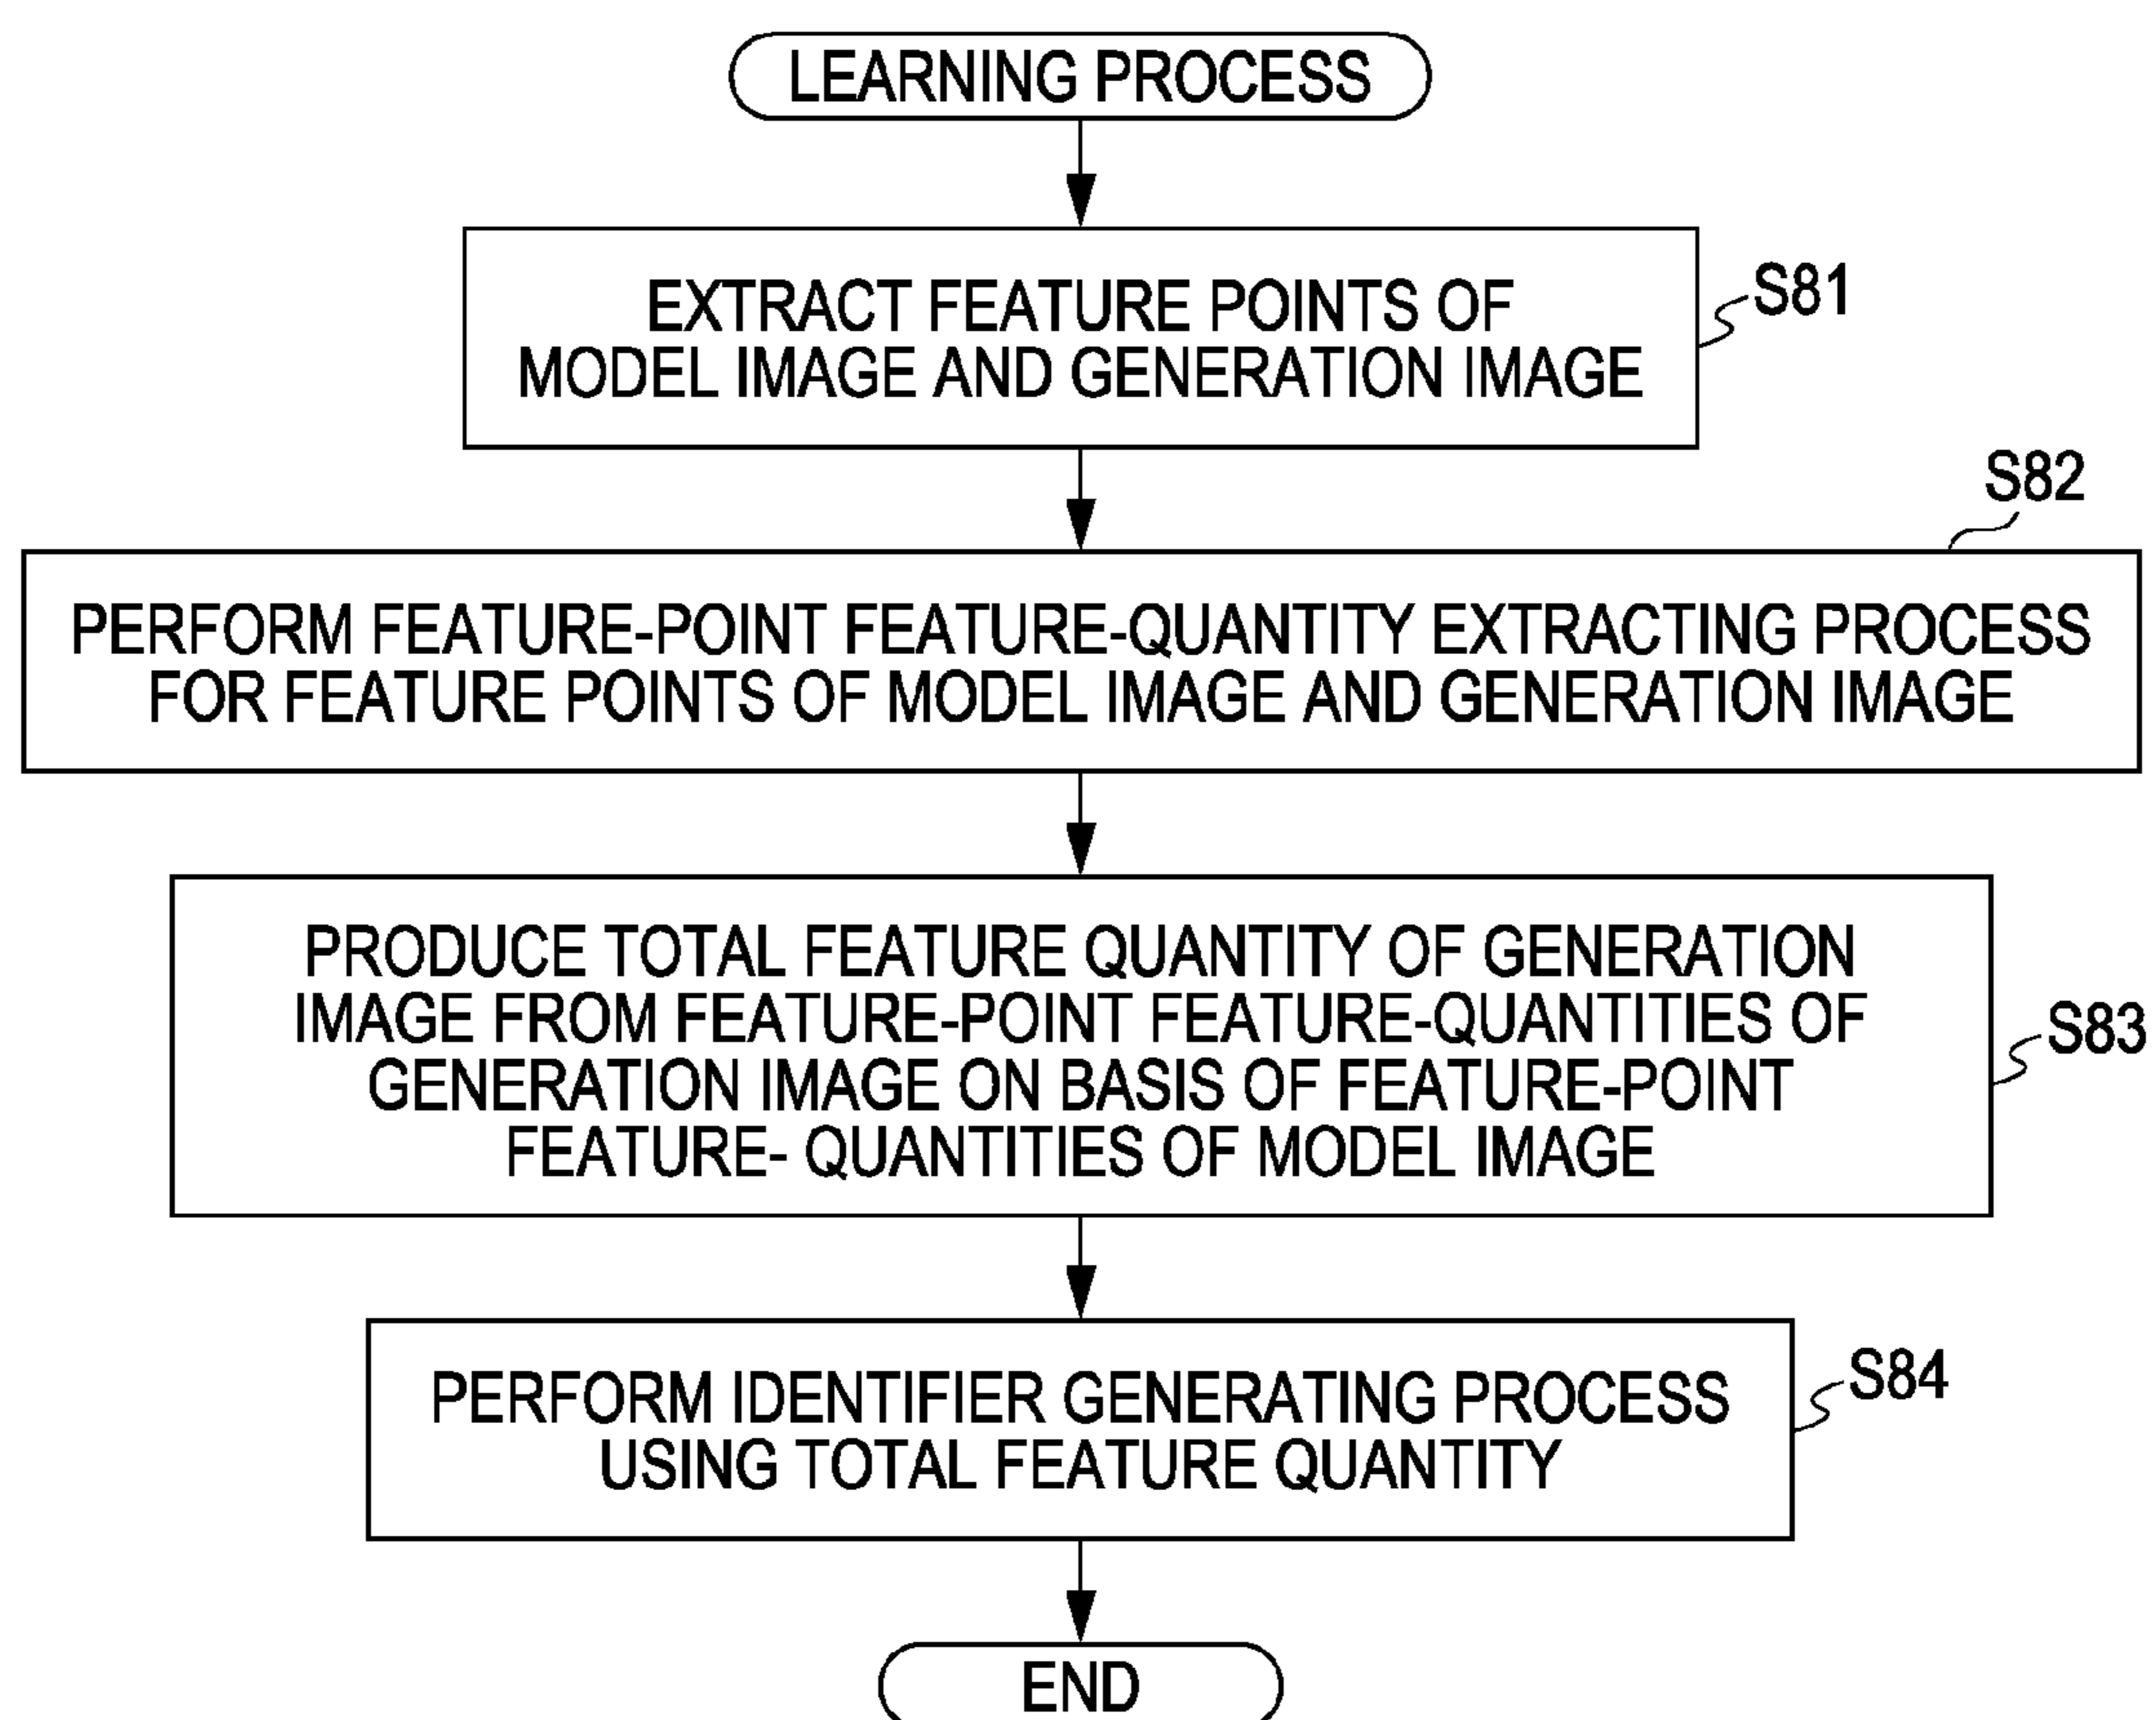 LEARNING PROCESS
EXTRACT FEATURE POINTS OF
MODEL IMAGE AND GENERATION IMAGE
S81
S82
PERFORM FEATURE-POINT FEATURE-QUANTITY EXTRACTING PROCESS
FOR FEATURE POINTS OF MODEL IMAGE AND GENERATION IMAGE
PRODUCE TOTAL FEATURE QUANTITY OF GENERATION
IMAGE FROM FEATURE-POINT FEATURE-QUANTITIES OF
GENERATION IMAGE ON BASIS OF FEATURE-POINT
FEATURE- QUANTITIES OF MODEL IMAGE
S83
PERFORM IDENTIFIER GENERATING PROCESS
USING TOTAL FEATURE QUANTITY
S84
END